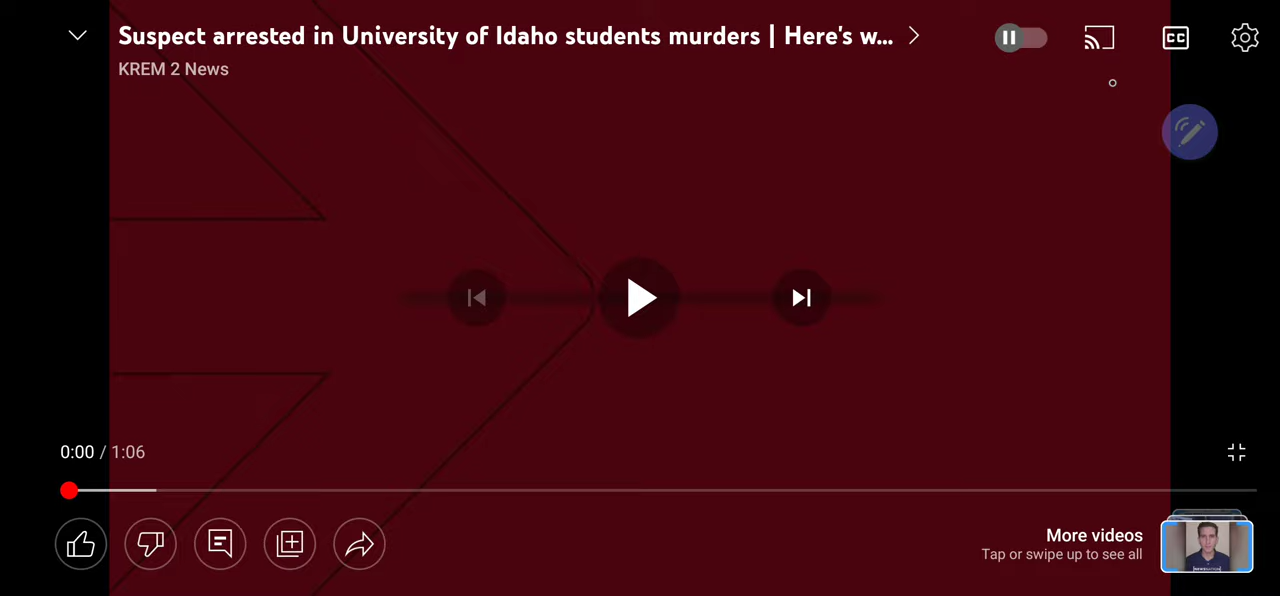 Suspect arrested in University of Idaho students murders | Here's w...
KREM 2 News
CC
0:00 / 1:06
More videos
Tap or swipe up to see all